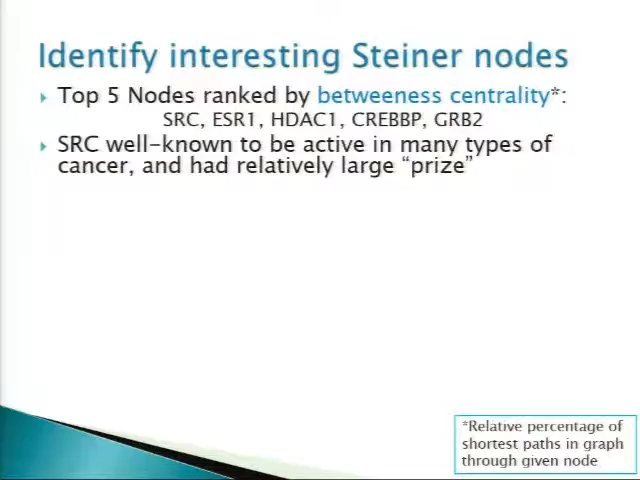 Identify interesting Steiner nodes
Top 5 Nodes ranked by betweeness centrality*:
SRC, ESR1, HDAC1, CREBBP, GRB2
SRC well-known to be active in many types of
cancer, and had relatively large “prize”
*Relative percentage of
shortest paths in graph
through given node